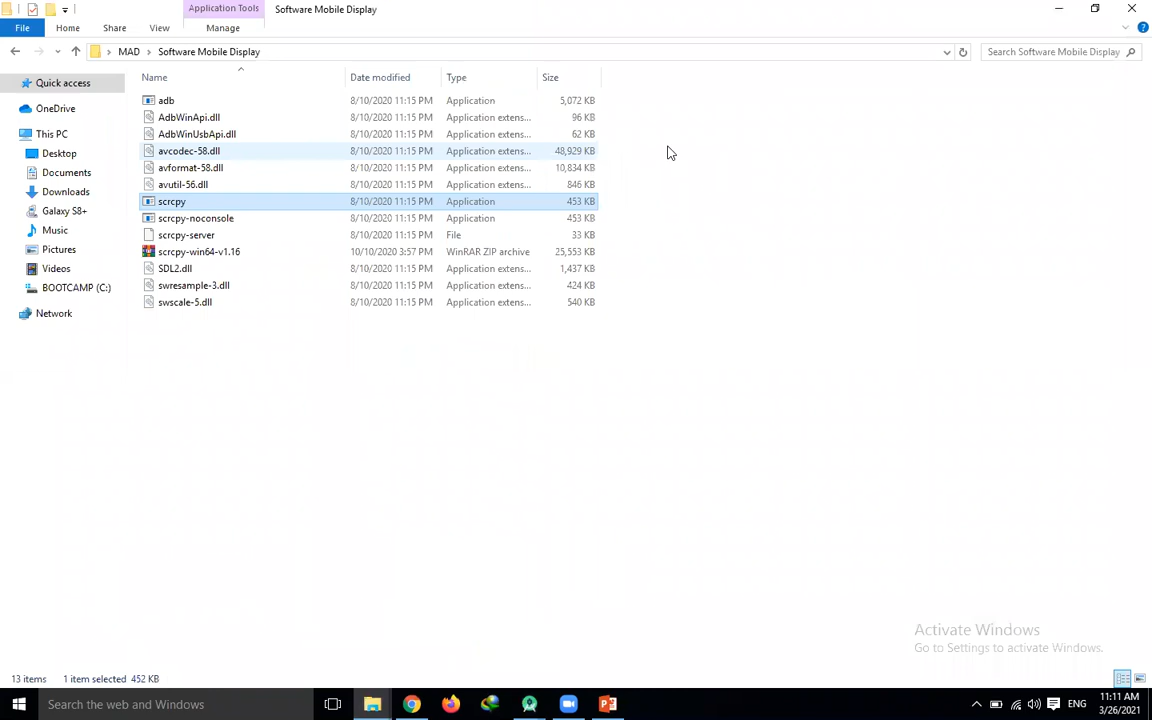 Application Tools
Software Mobile Display
File
Home
Share
View
Manage
MAD > Software Mobile Display
Search Software Mobile Display
Name
Date modified
Type
Size
Quick access
OneDrive
This PC
Desktop
Documents
Downloads
Galaxy S8+
Music
Pictures
Videos
BOOTCAMP (C:)
Network
adb 8/10/2020 11:15 PM Application 5,072 KB
AdbWinApi.dll 8/10/2020 11:15 PM Application extens... 96 KB
AdbWinUsbApi.dll 8/10/2020 11:15 PM Application extens... 62 KB
avcodec-58.dll 8/10/2020 11:15 PM Application extens... 48,929 KB
avformat-58.dll 8/10/2020 11:15 PM Application extens... 10,834 KB
avutil-56.dll 8/10/2020 11:15 PM Application extens... 846 KB
scrcpy 8/10/2020 11:15 PM Application 453 KB
scrcpy-noconsole 8/10/2020 11:15 PM Application 453 KB
scrcpy-server 8/10/2020 11:15 PM File 33 KB
scrcpy-win64-v1.16 10/10/2020 3:57 PM WinRAR ZIP archive 25,553 KB
SDL2.dll 8/10/2020 11:15 PM Application extens... 1,437 KB
swresample-3.dll 8/10/2020 11:15 PM Application extens... 424 KB
swscale-5.dll 8/10/2020 11:15 PM Application extens... 540 KB
Activate Windows
Go to Settings to activate Windows.
13 items 1 item selected 452 KB
Search the web and Windows
ENG
11:11 AM
3/26/2021